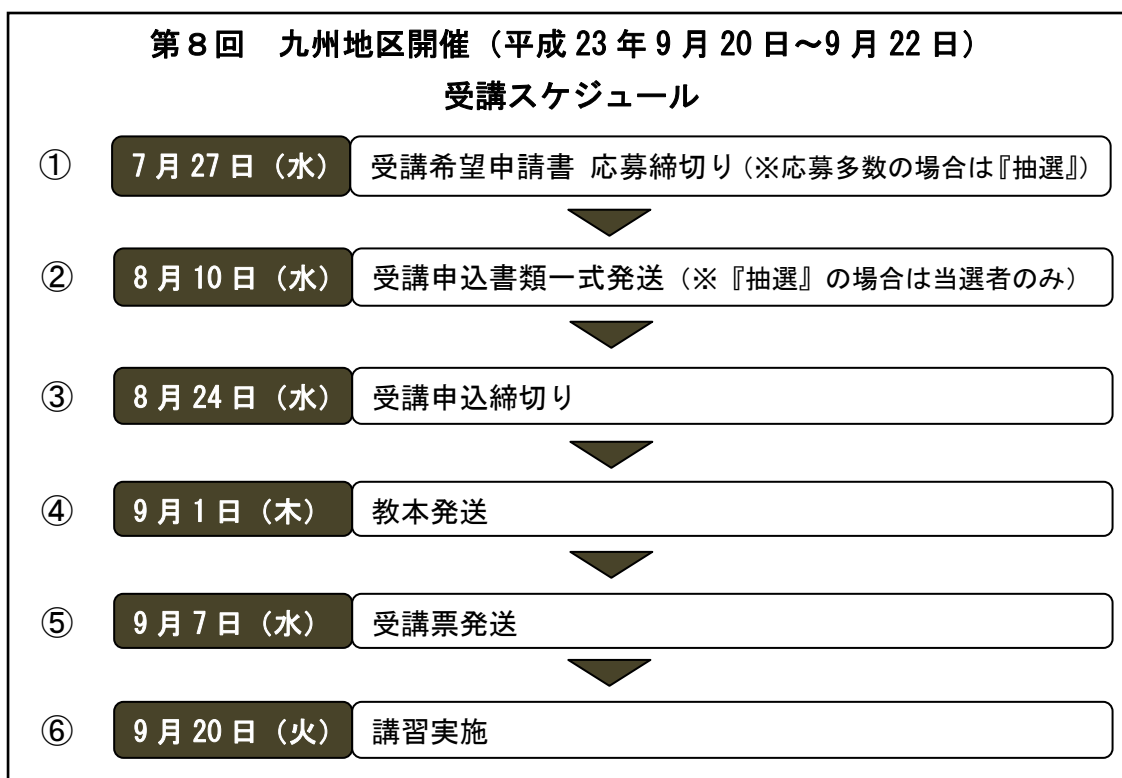 第８回　九州地区開催（平成 23 年 9 月 20 日～9 月 22 日）
受講スケジュール
① 7 月 27 日（水） 受講希望申請書 応募締切り（※応募多数の場合は『抽選』）
② 8 月 10 日（水） 受講申込書類一式発送（※『抽選』の場合は当選者のみ）
③ 8 月 24 日（水） 受講申込締切り
④ 9 月 1 日（木） 教本発送
⑤ 9 月 7 日（水） 受講票発送
⑥ 9 月 20 日（火） 講習実施